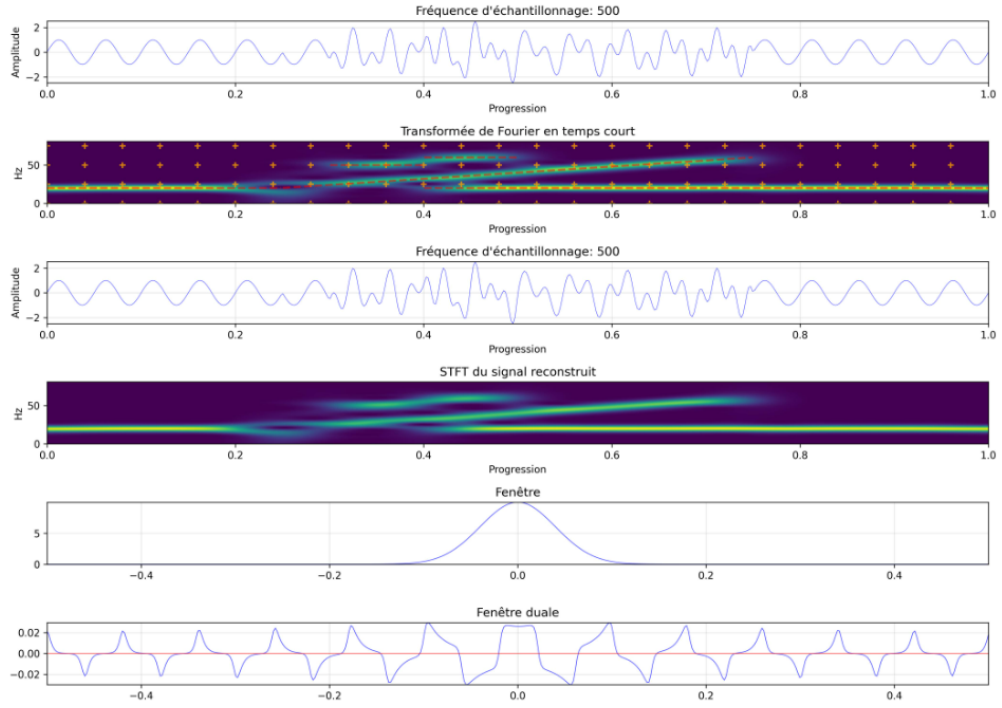 Fréquence d'échantillonnage: 500
Amplitude
2
0
−2
0.0 0.2 0.4 0.6 0.8 1.0
Progression
Transformée de Fourier en temps court
Hz
50
0
0.0 0.2 0.4 0.6 0.8 1.0
Progression
Fréquence d'échantillonnage: 500
Amplitude
2
0
−2
0.0 0.2 0.4 0.6 0.8 1.0
Progression
STFT du signal reconstruit
Hz
50
0
0.0 0.2 0.4 0.6 0.8 1.0
Progression
Fenêtre
5
0
−0.4 −0.2 0.0 0.2 0.4
Fenêtre duale
0.02
0.00
−0.02
−0.4 −0.2 0.0 0.2 0.4